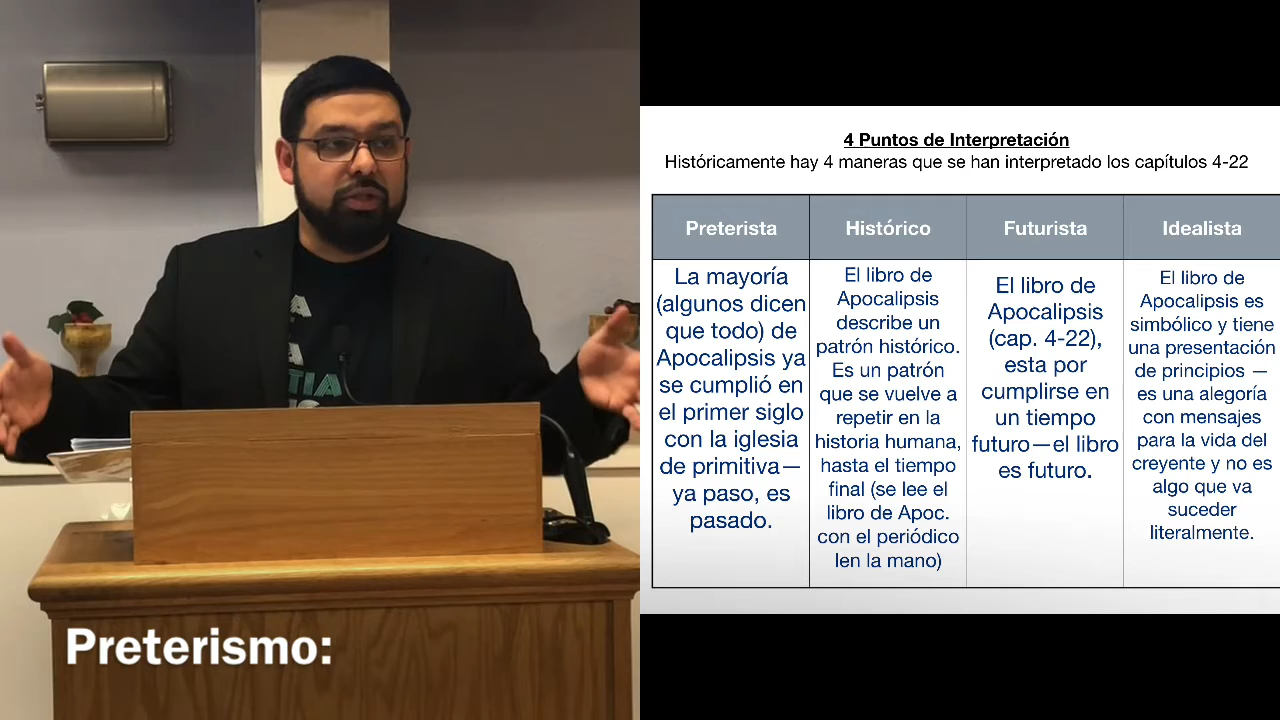 4 Puntos de Interpretación
Históricamente hay 4 maneras que se han interpretado los capítulos 4-22
Preterista
Histórico
Futurista
Idealista
La mayoría
(algunos dicen
que todo) de
Apocalipsis ya
se cumplió en
el primer siglo
con la iglesia
de primitiva—
ya paso, es
pasado.
El libro de
Apocalipsis
describe un
patrón histórico.
Es un patrón
que se vuelve a
repetir en la
historia humana,
hasta el tiempo
final (se lee el
libro de Apoc.
con el periódico
len la mano)
El libro de
Apocalipsis
(cap. 4-22),
esta por
cumplirse en
un tiempo
futuro—el libro
es futuro.
El libro de
Apocalipsis es
simbólico y tiene
una presentación
de principios —
es una alegoría
con mensajes
para la vida del
creyente y no es
algo que va
suceder
literalmente.
Preterismo: